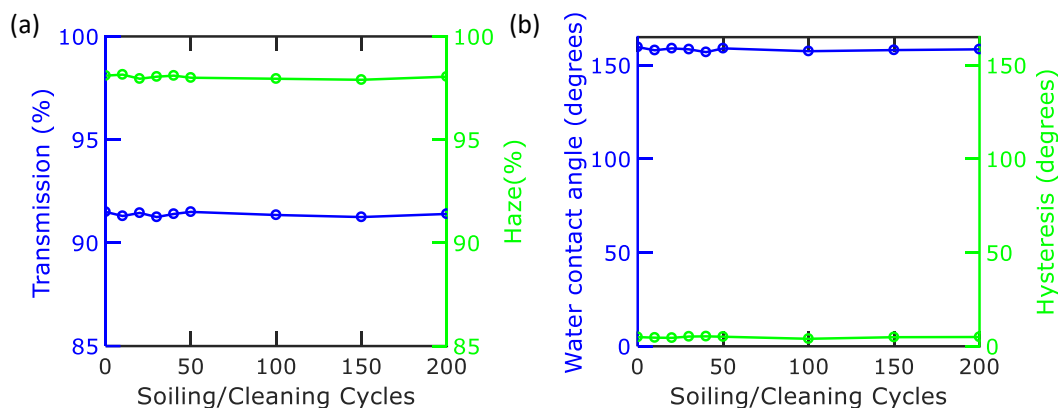 (a)
100
95
90
85
Transmission (%)
100
95
90
85
Haze(%)
0 50 100 150 200
Soiling/Cleaning Cycles
(b)
150
100
50
0
Water contact angle (degrees)
150
100
50
0
Hysteresis (degrees)
0 50 100 150 200
Soiling/Cleaning Cycles